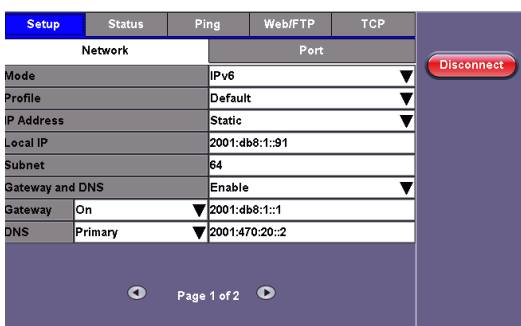 Setup Status Ping Web/FTP TCP
Network Port
Disconnect
Mode IPv6
Profile Default
IP Address Static
Local IP 2001:db8:1::91
Subnet 64
Gateway and DNS Enable
Gateway On 2001:db8:1::1
DNS Primary 2001:470:20::2
Page 1 of 2